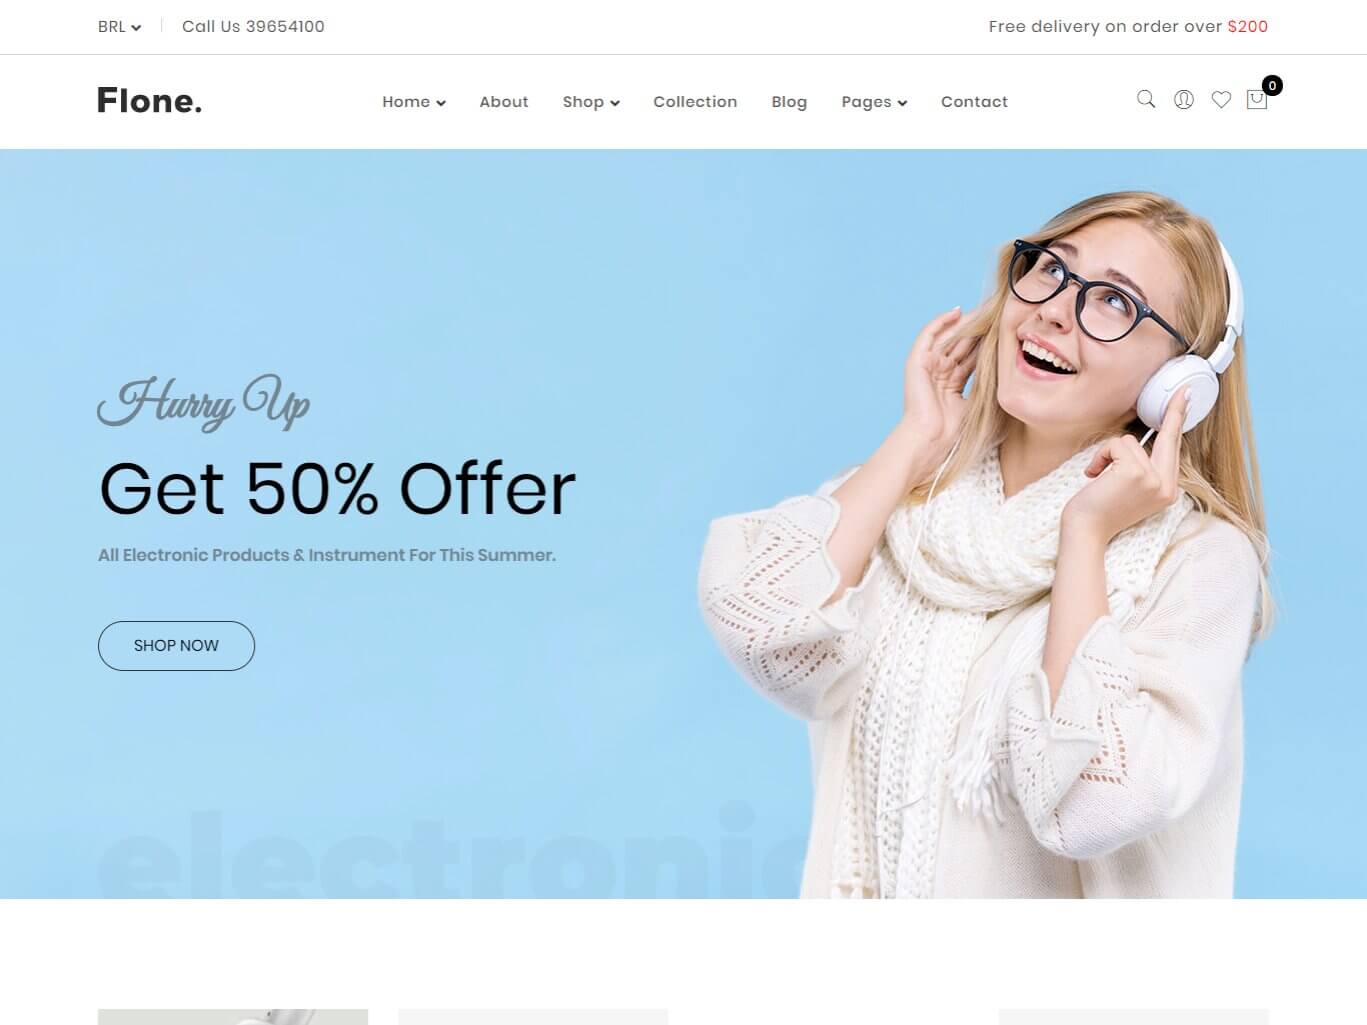 BRL
Call Us 39654100
Free delivery on order over $200
Flone.
Home
About
Shop
Collection
Blog
Pages
Contact
0
Hurry Up
Get 50% Offer
All Electronic Products & Instrument For This Summer.
SHOP NOW
electronic